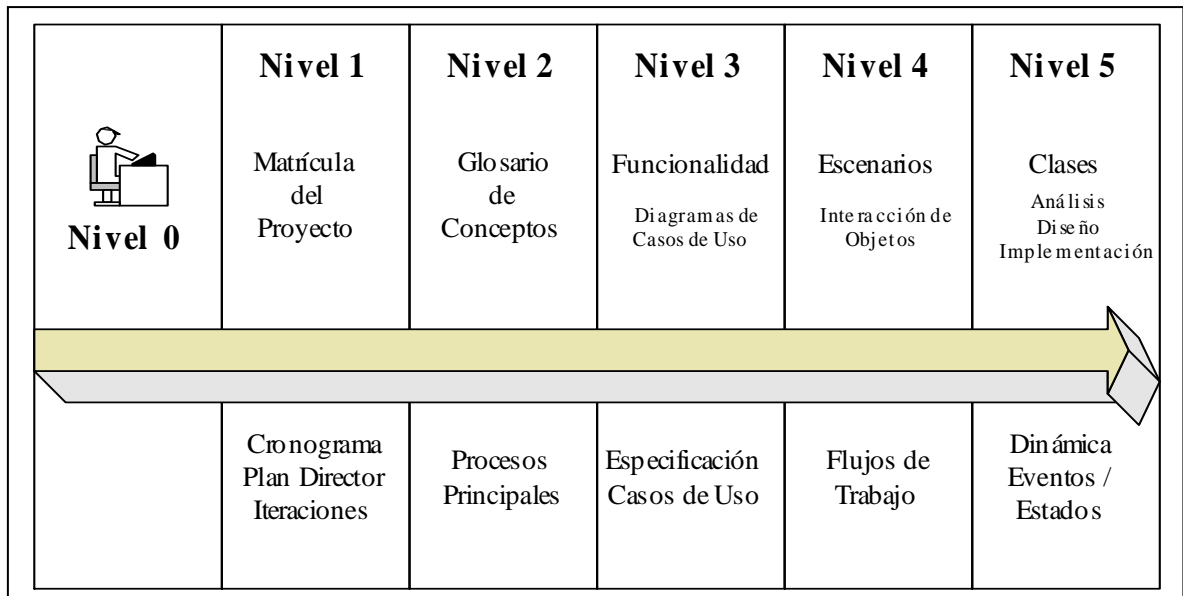 Nivel 0
Nivel 1
Matrícula
del
Proyecto
Cronograma
Plan Director
Iteraciones
Nivel 2
Glosario
de
Conceptos
Procesos
Principales
Nivel 3
Funcionalidad
Diagramas de
Casos de Uso
Especificación
Casos de Uso
Nivel 4
Escenarios
Interacción de
Objetos
Flujos de
Trabajo
Nivel 5
Clases
Análisis
Diseño
Implementación
Dinámica
Eventos /
Estados